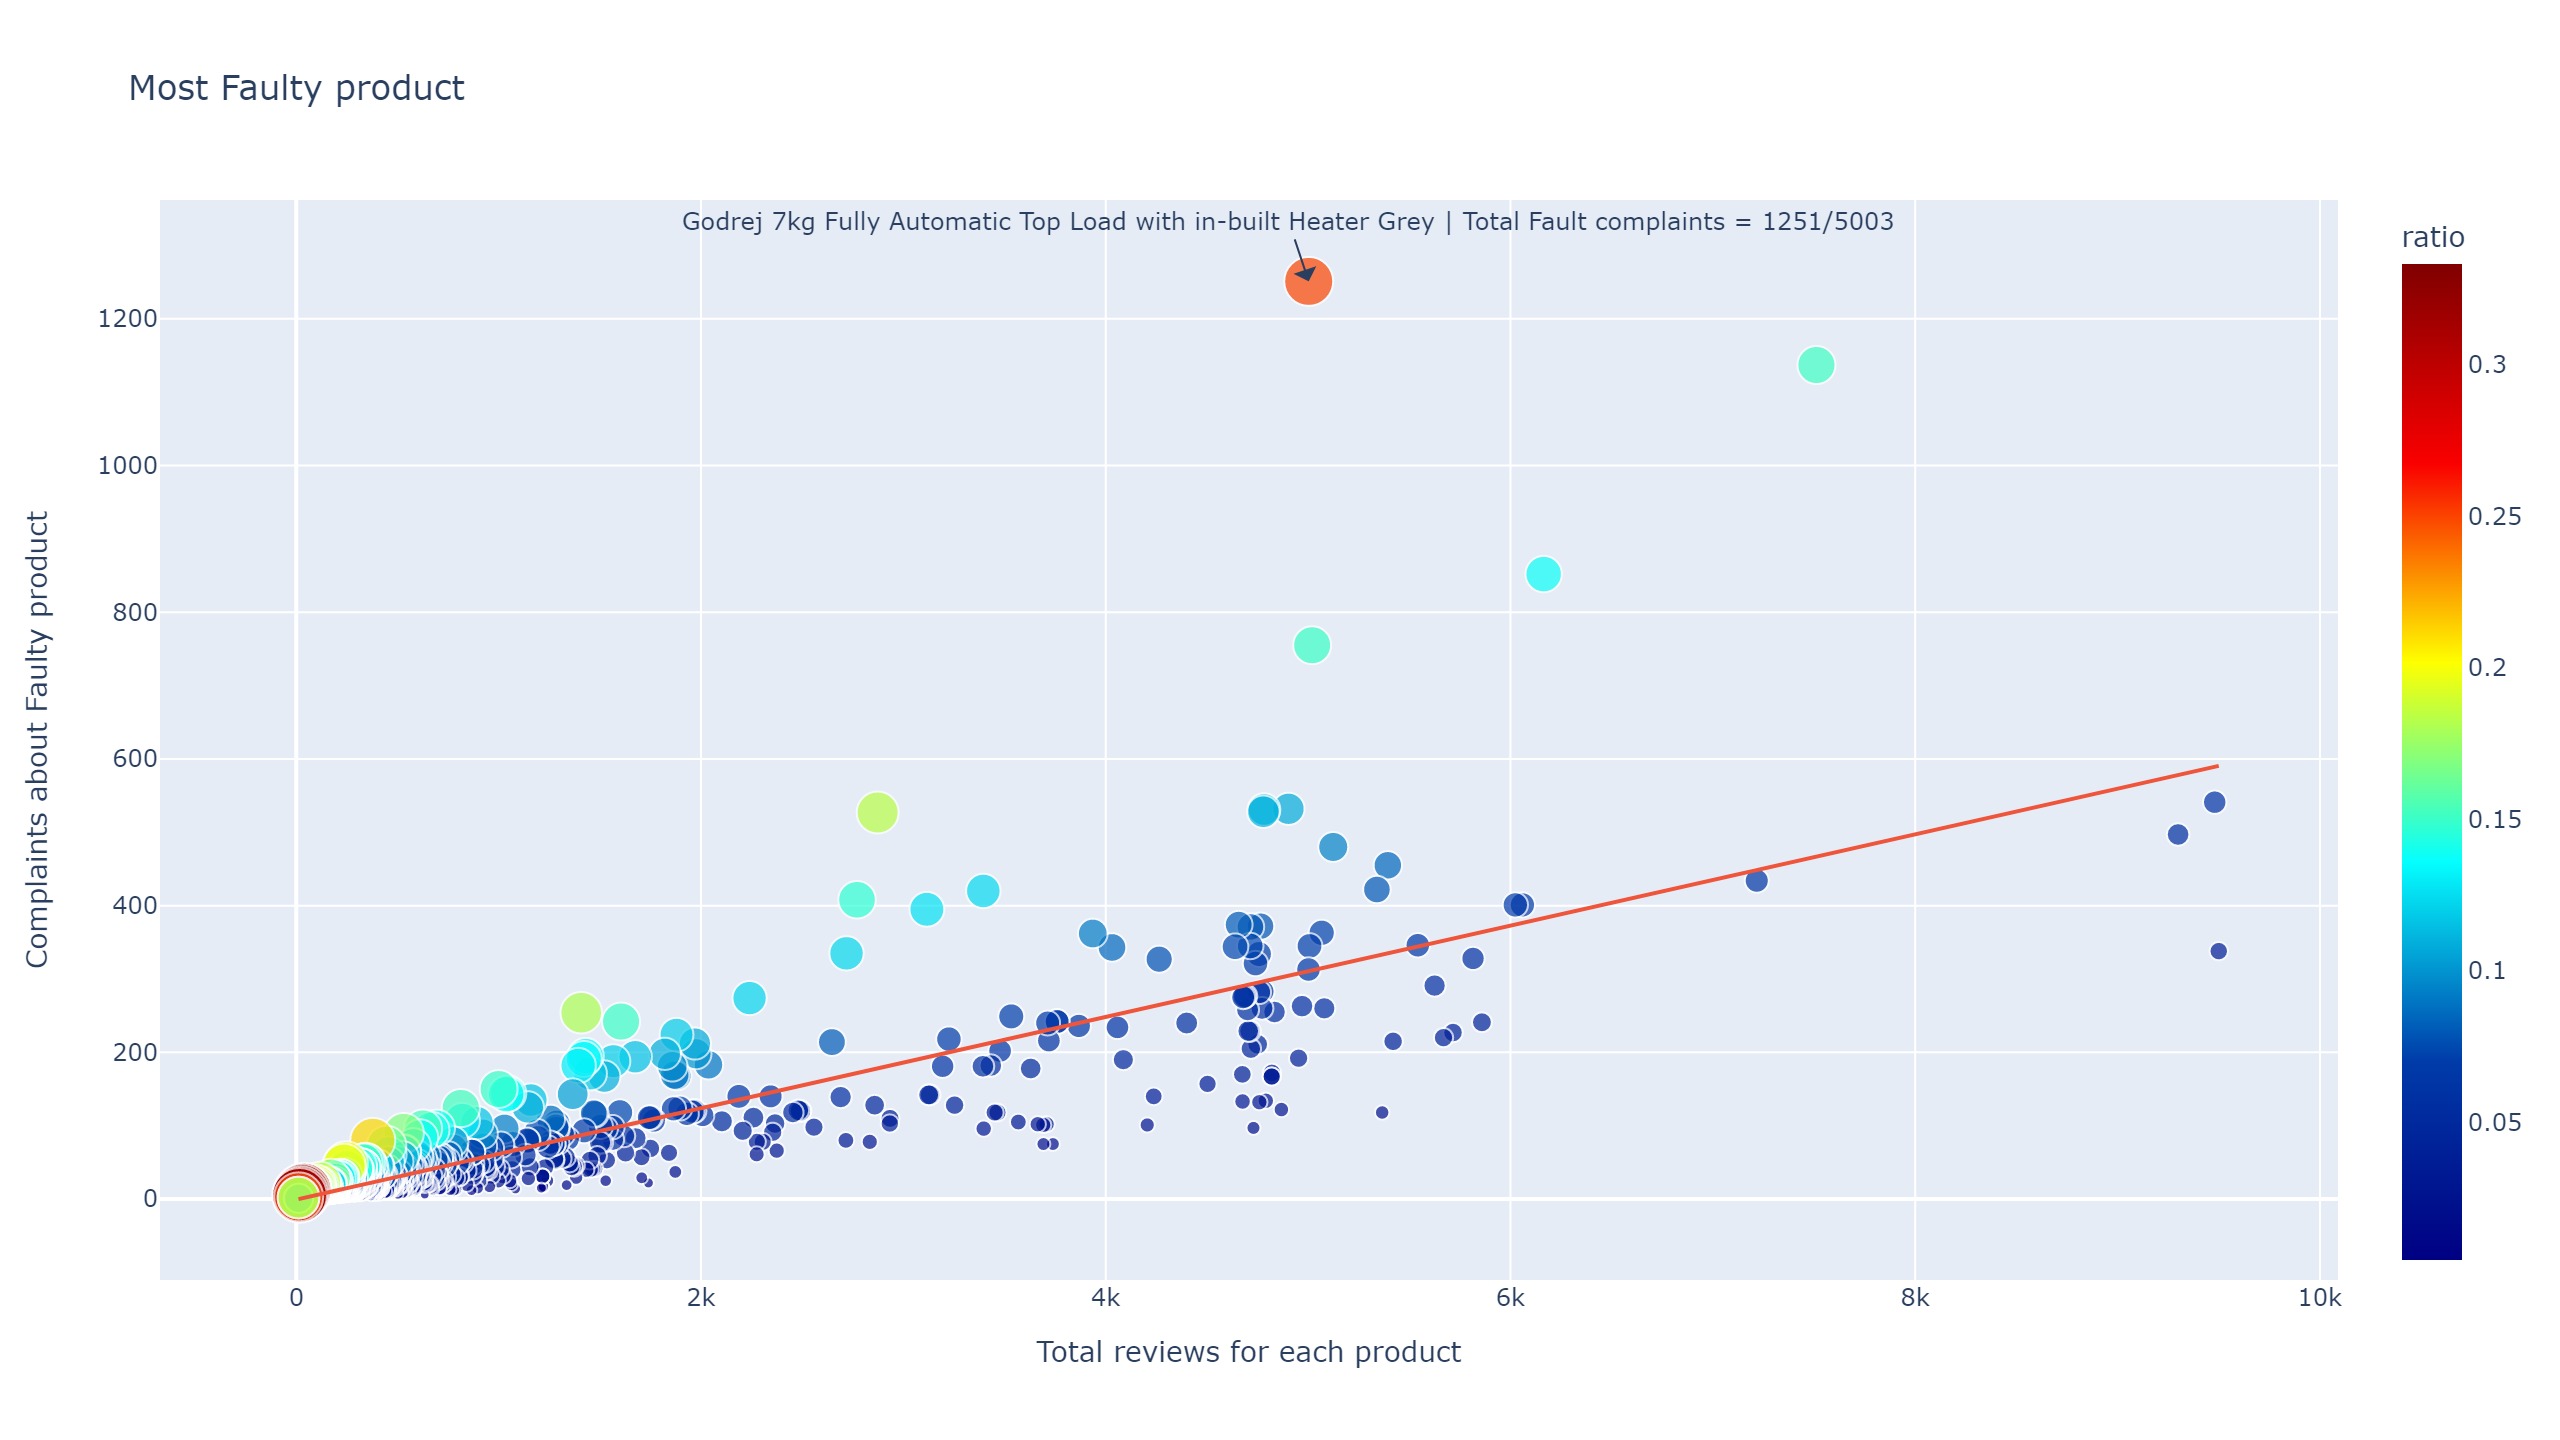 Most Faulty product
Godrej 7kg Fully Automatic Top Load with in-built Heater Grey | Total Fault complaints = 1251/5003
ratio
0.3
0.25
0.2
0.15
0.1
0.05
Complaints about Faulty product
1200
1000
800
600
400
200
0
0
2k
4k
6k
8k
10k
Total reviews for each product